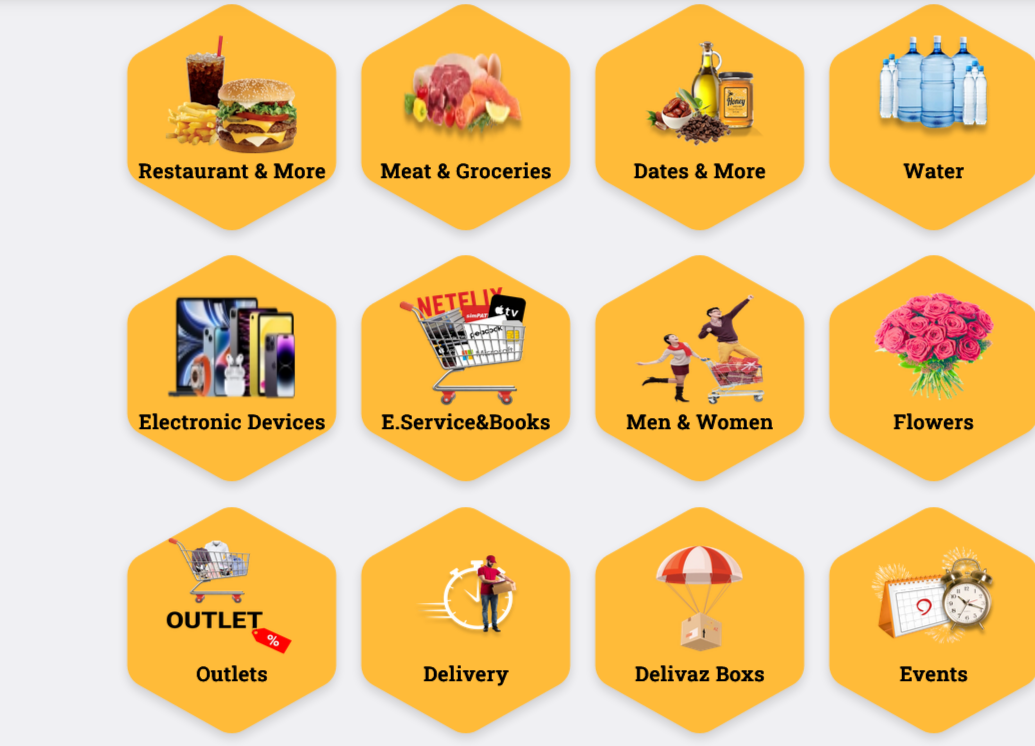 Honey
Restaurant & More
Meat & Groceries
Dates & More
Water
NETFLIX
simPATI
tv
Electronic Devices
E.Service&Books
Men & Women
Flowers
OUTLET
%
Outlets
Delivery
Delivaz Boxs
Events